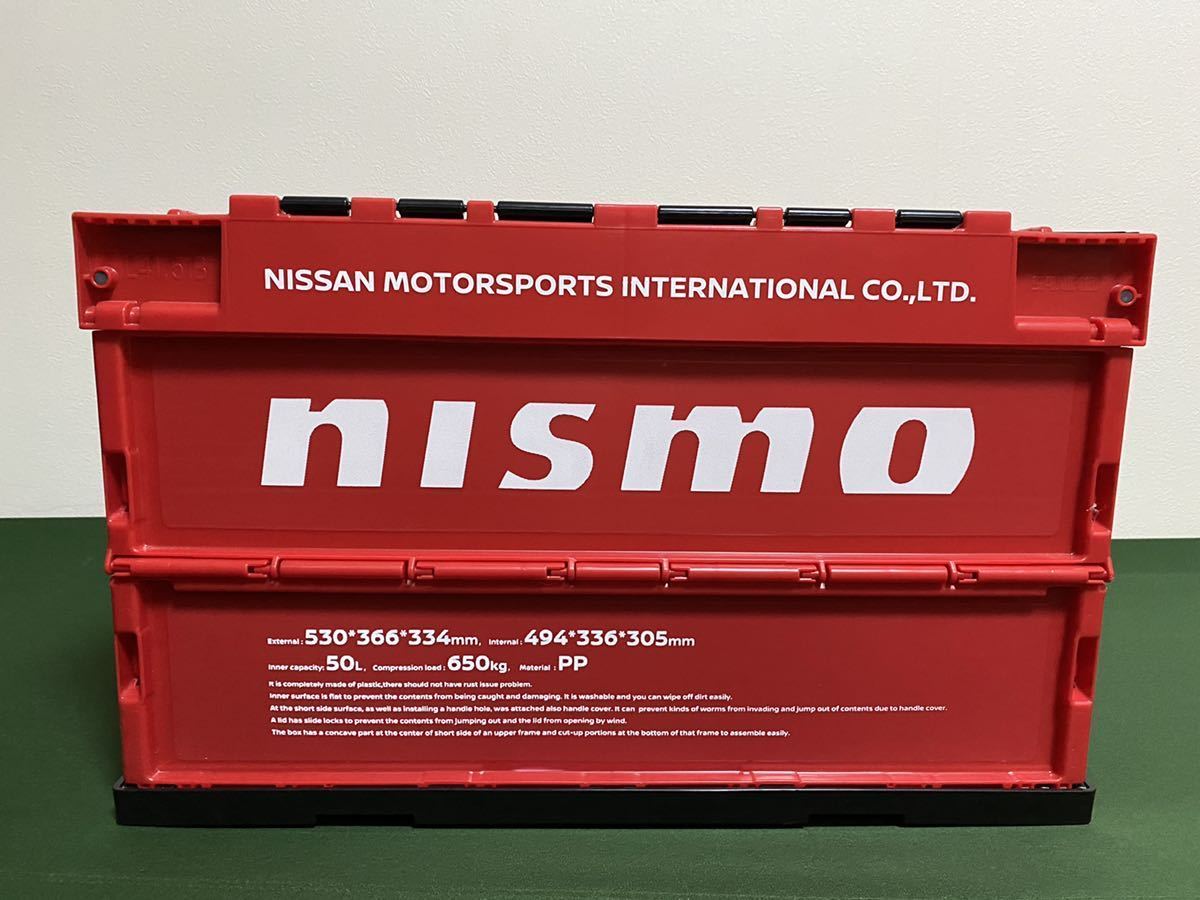 NISSAN MOTORSPORTS INTERNATIONAL CO.,LTD.
nismo
External : 530*366*334mm, Internal : 494*336*305mm
Inner capacity: 50L, Compression load : 650kg, Material : PP
It is completely made of plastic,there should not have rust issue problem.
Inner surface is flat to prevent the contents from being caught and damaging. It is washable and you can wipe off dirt easily.
At the short side surface, as well as installing a handle hole, was attached also handle cover. It can prevent kinds of worms from invading and jump out of contents due to handle cover.
A lid has slide locks to prevent the contents from jumping out and the lid from opening by wind.
The box has a concave part at the center of short side of an upper frame and cut-up portions at the bottom of that frame to assemble easily.